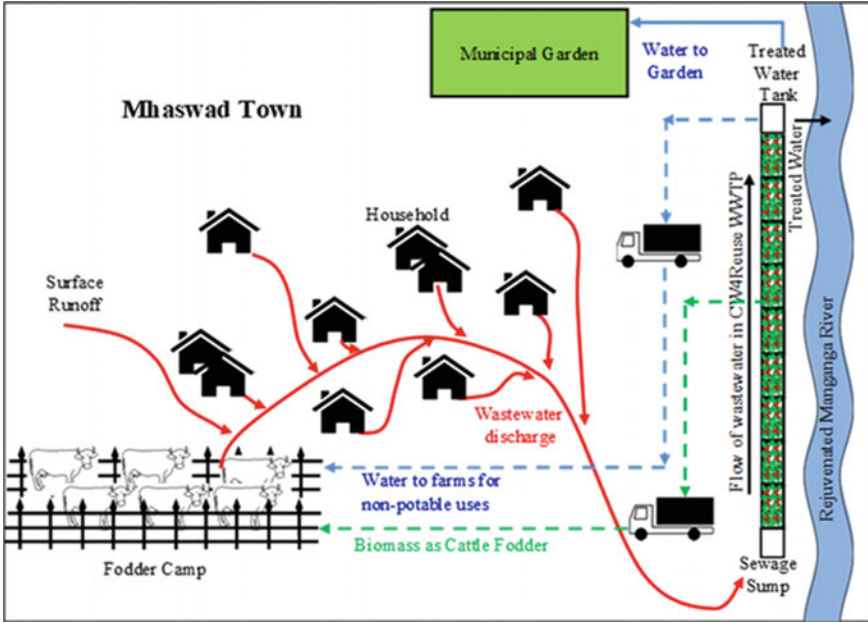 Municipal Garden
Water to
Garden
Treated
Water
Tank
Mhaswad Town
Treated Water
Household
Surface
Runoff
Flow of wastewater in CW4Reuse WWTP
Rejuvenated Manganga River
Wastewater
discharge
Water to farms for
non-potable uses
Biomass as Cattle Fodder
Fodder Camp
Sewage
Sump